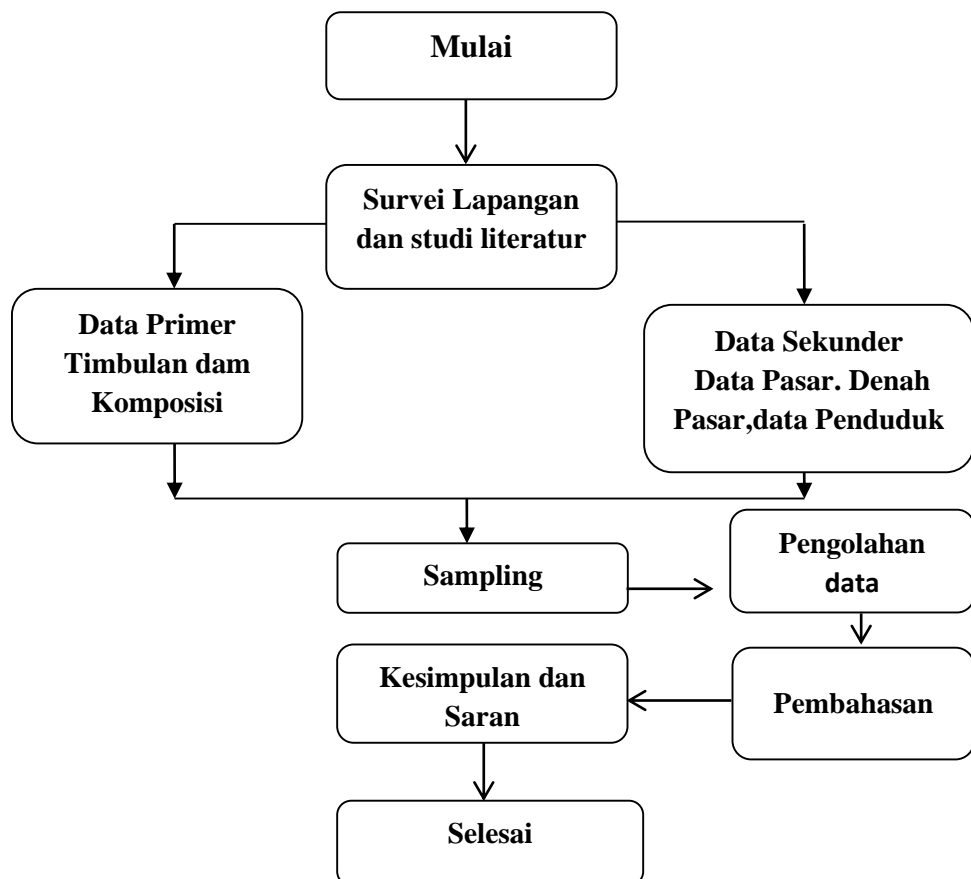 Mulai
Survei Lapangan
dan studi literatur
Data Primer
Timbulan dam
Komposisi
Data Sekunder
Data Pasar. Denah
Pasar,data Penduduk
Sampling
Pengolahan
data
Pembahasan
Kesimpulan dan
Saran
Selesai